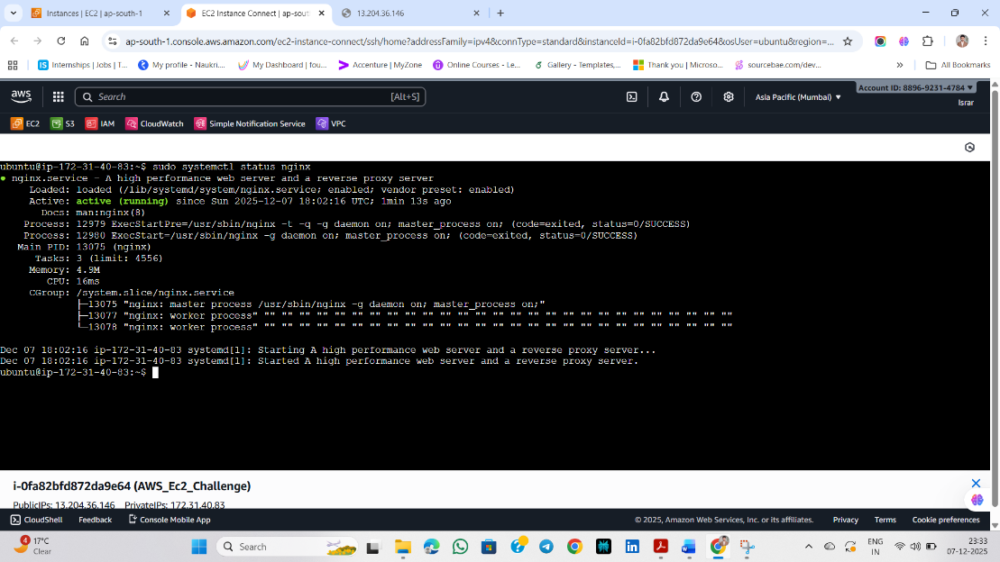 Instances | EC2 | ap-south-1
EC2 Instance Connect | ap-sout
13.204.36.146
ap-south-1.console.aws.amazon.com/ec2-instance-connect/ssh/home?addressFamily=ipv4&connType=standard&instanceId=i-0fa82bfd872da9e64&osUser=ubuntu&region=...
Internships | Jobs | T...
My profile - Naukri....
My Dashboard | fou...
Accenture | MyZone
Online Courses - Le...
Gallery - Templates,...
Thank you | Microso...
sourcebae.com/dev...
»
All Bookmarks
aws
Search
[Alt+S]
Asia Pacific (Mumbai)
Account ID: 8896-9231-4784
Israr
EC2
S3
IAM
CloudWatch
Simple Notification Service
VPC
ubuntu@ip-172-31-40-83:~$ sudo systemctl status nginx
● nginx.service - A high performance web server and a reverse proxy server
Loaded: loaded (/lib/systemd/system/nginx.service; enabled; vendor preset: enabled)
Active: active (running) since Sun 2025-12-07 18:02:16 UTC; 1min 13s ago
Docs: man:nginx(8)
Process: 12979 ExecStartPre=/usr/sbin/nginx -t -q -g daemon on; master_process on; (code=exited, status=0/SUCCESS)
Process: 12980 ExecStart=/usr/sbin/nginx -g daemon on; master_process on; (code=exited, status=0/SUCCESS)
Main PID: 13075 (nginx)
Tasks: 3 (limit: 4556)
Memory: 4.9M
CPU: 16ms
CGroup: /system.slice/nginx.service
├─13075 "nginx: master process /usr/sbin/nginx -g daemon on; master_process on;"
├─13077 "nginx: worker process" "" "" "" "" "" "" "" "" "" "" "" "" "" "" "" "" "" "" "" "" "" "" "" "" "" "" ""
└─13078 "nginx: worker process" "" "" "" "" "" "" "" "" "" "" "" "" "" "" "" "" "" "" "" "" "" "" "" "" "" "" ""
Dec 07 18:02:16 ip-172-31-40-83 systemd[1]: Starting A high performance web server and a reverse proxy server...
Dec 07 18:02:16 ip-172-31-40-83 systemd[1]: Started A high performance web server and a reverse proxy server.
ubuntu@ip-172-31-40-83:~$
i-0fa82bfd872da9e64 (AWS_Ec2_Challenge)
PublicIPs: 13.204.36.146 PrivateIPs: 172.31.40.83
CloudShell
Feedback
Console Mobile App
© 2025, Amazon Web Services, Inc. or its affiliates.
Privacy
Terms
Cookie preferences
4
17°C
Clear
Search
ENG
IN
23:33
07-12-2025